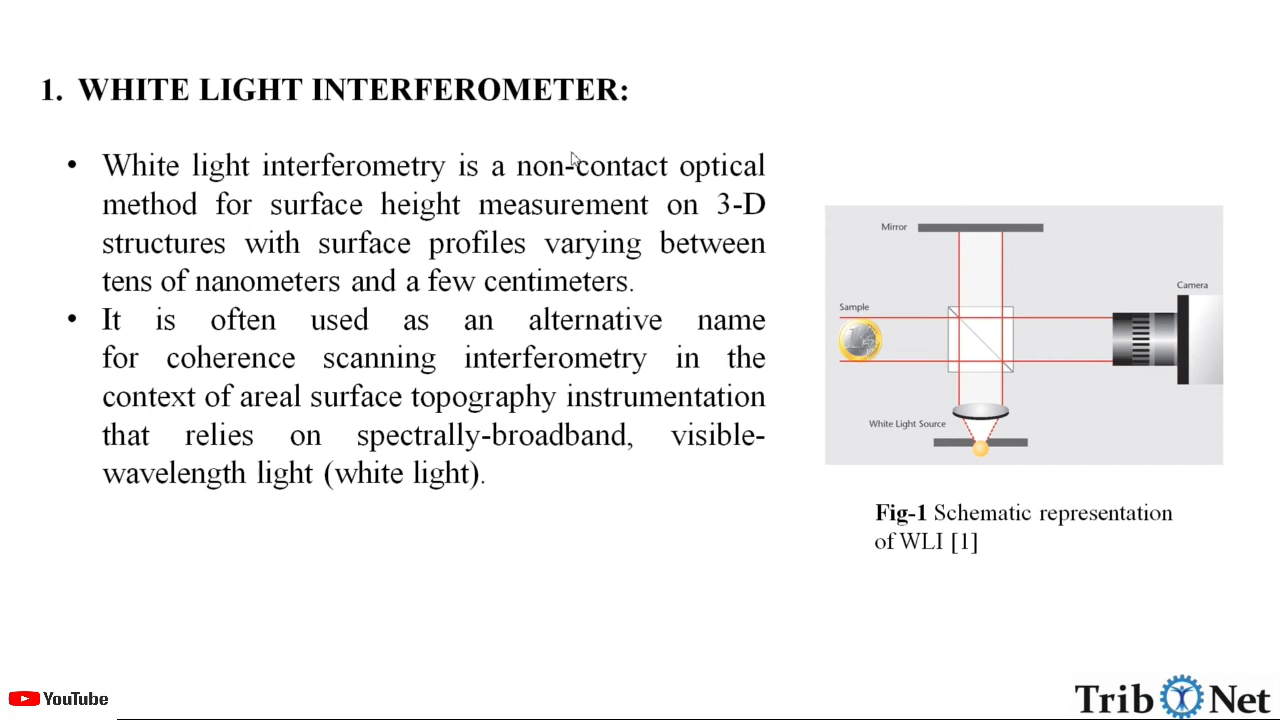 1. WHITE LIGHT INTERFEROMETER:
• White light interferometry is a non-contact optical
method for surface height measurement on 3-D
structures with surface profiles varying between
tens of nanometers and a few centimeters.
• It is often used as an alternative name
for coherence scanning interferometry in the
context of areal surface topography instrumentation
that relies on spectrally-broadband, visible-
wavelength light (white light).
Mirror
Camera
Sample
White Light Source
Fig-1 Schematic representation
of WLI [1]
YouTube
Trib Net